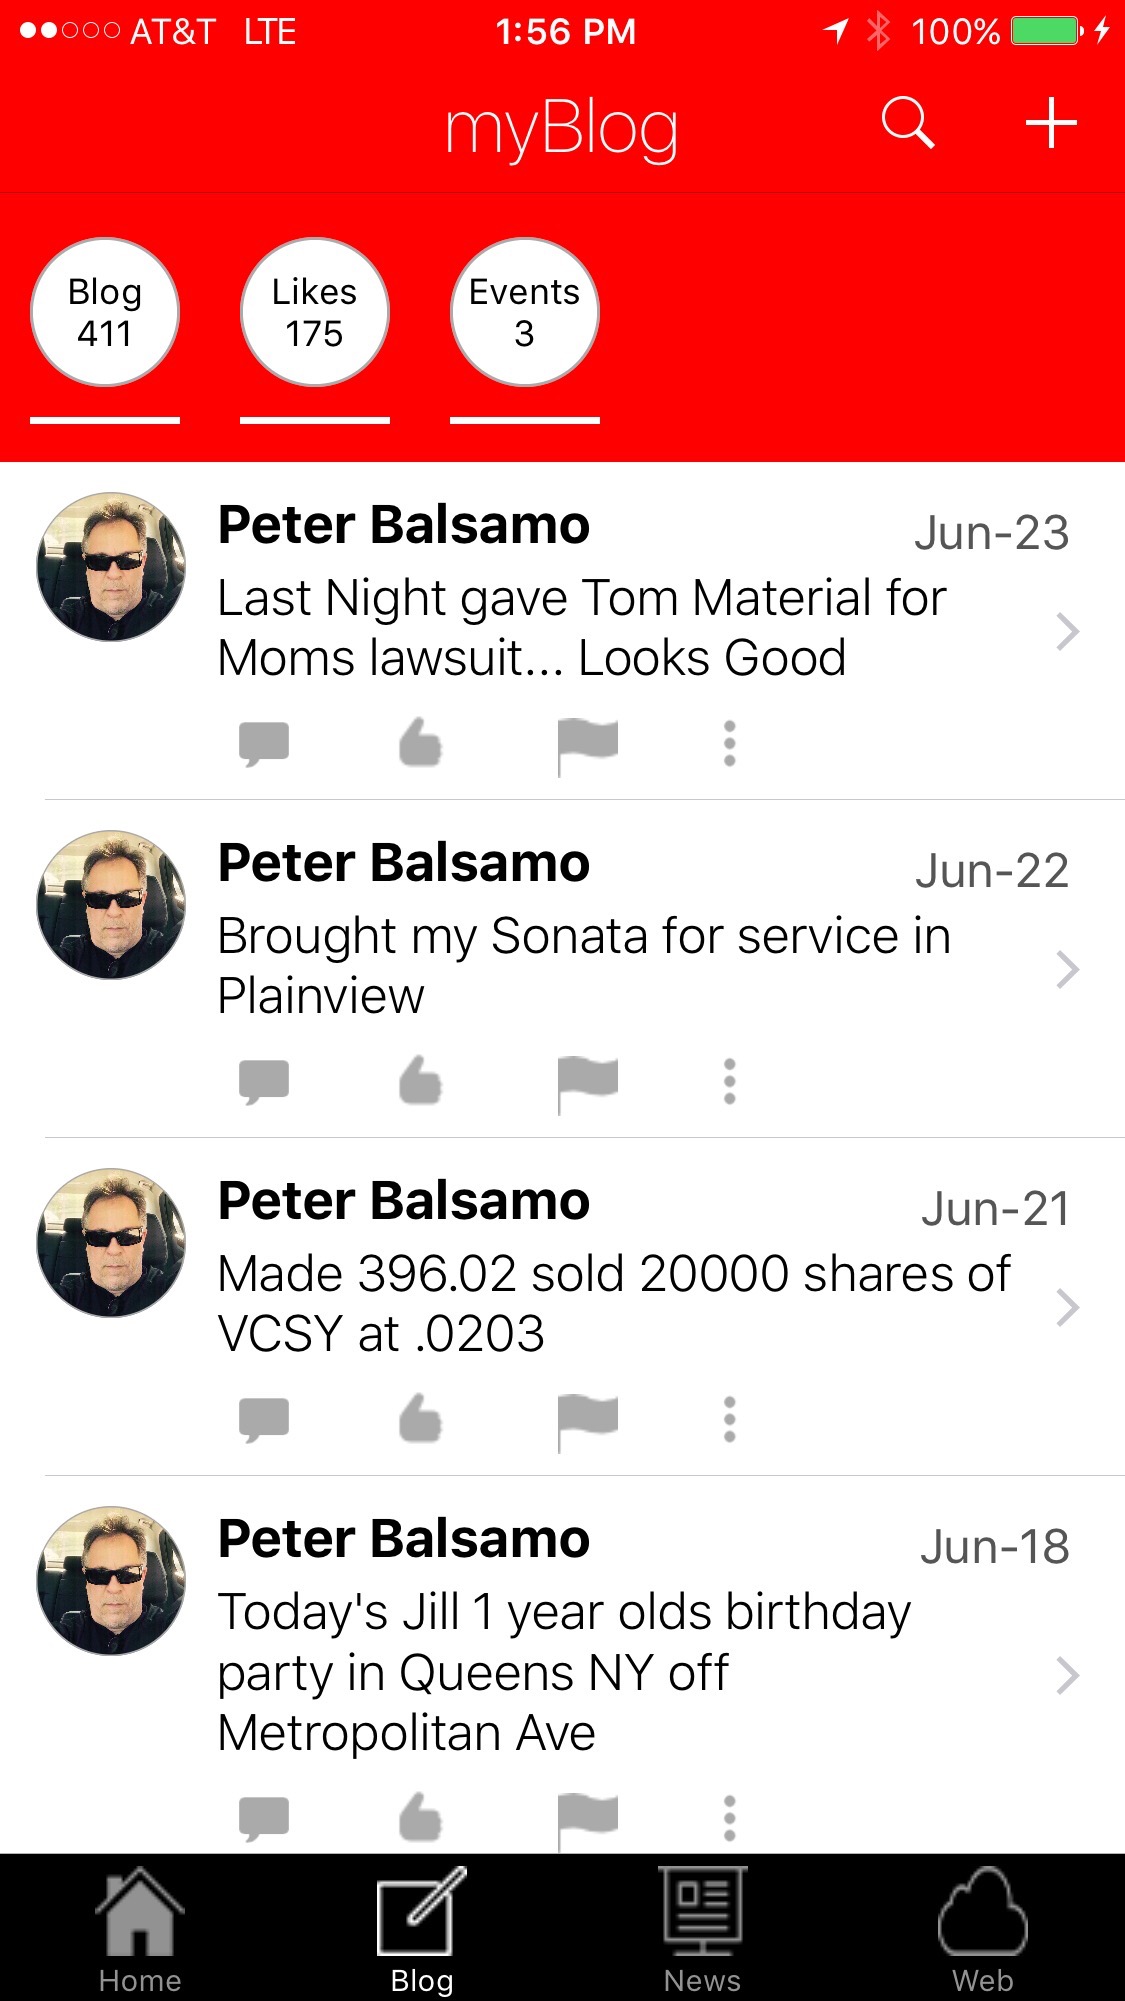 AT&T LTE 1:56 PM 100%
myBlog
Blog
411
Likes
175
Events
3
Peter Balsamo Jun-23
Last Night gave Tom Material for
Moms lawsuit... Looks Good
Peter Balsamo Jun-22
Brought my Sonata for service in
Plainview
Peter Balsamo Jun-21
Made 396.02 sold 20000 shares of
VCSY at .0203
Peter Balsamo Jun-18
Today's Jill 1 year olds birthday
party in Queens NY off
Metropolitan Ave
Home Blog News Web